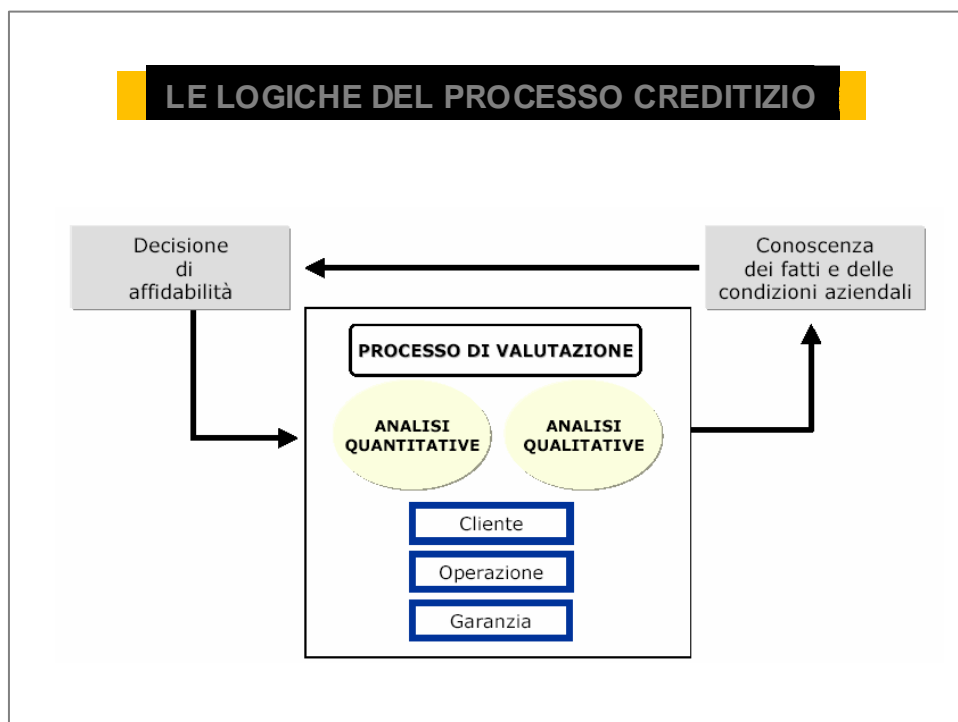 LE LOGICHE DEL PROCESSO CREDITIZIO
Decisione
di
affidabilità
Conoscenza
dei fatti e delle
condizioni aziendali
PROCESSO DI VALUTAZIONE
ANALISI
QUANTITATIVE
ANALISI
QUALITATIVE
Cliente
Operazione
Garanzia